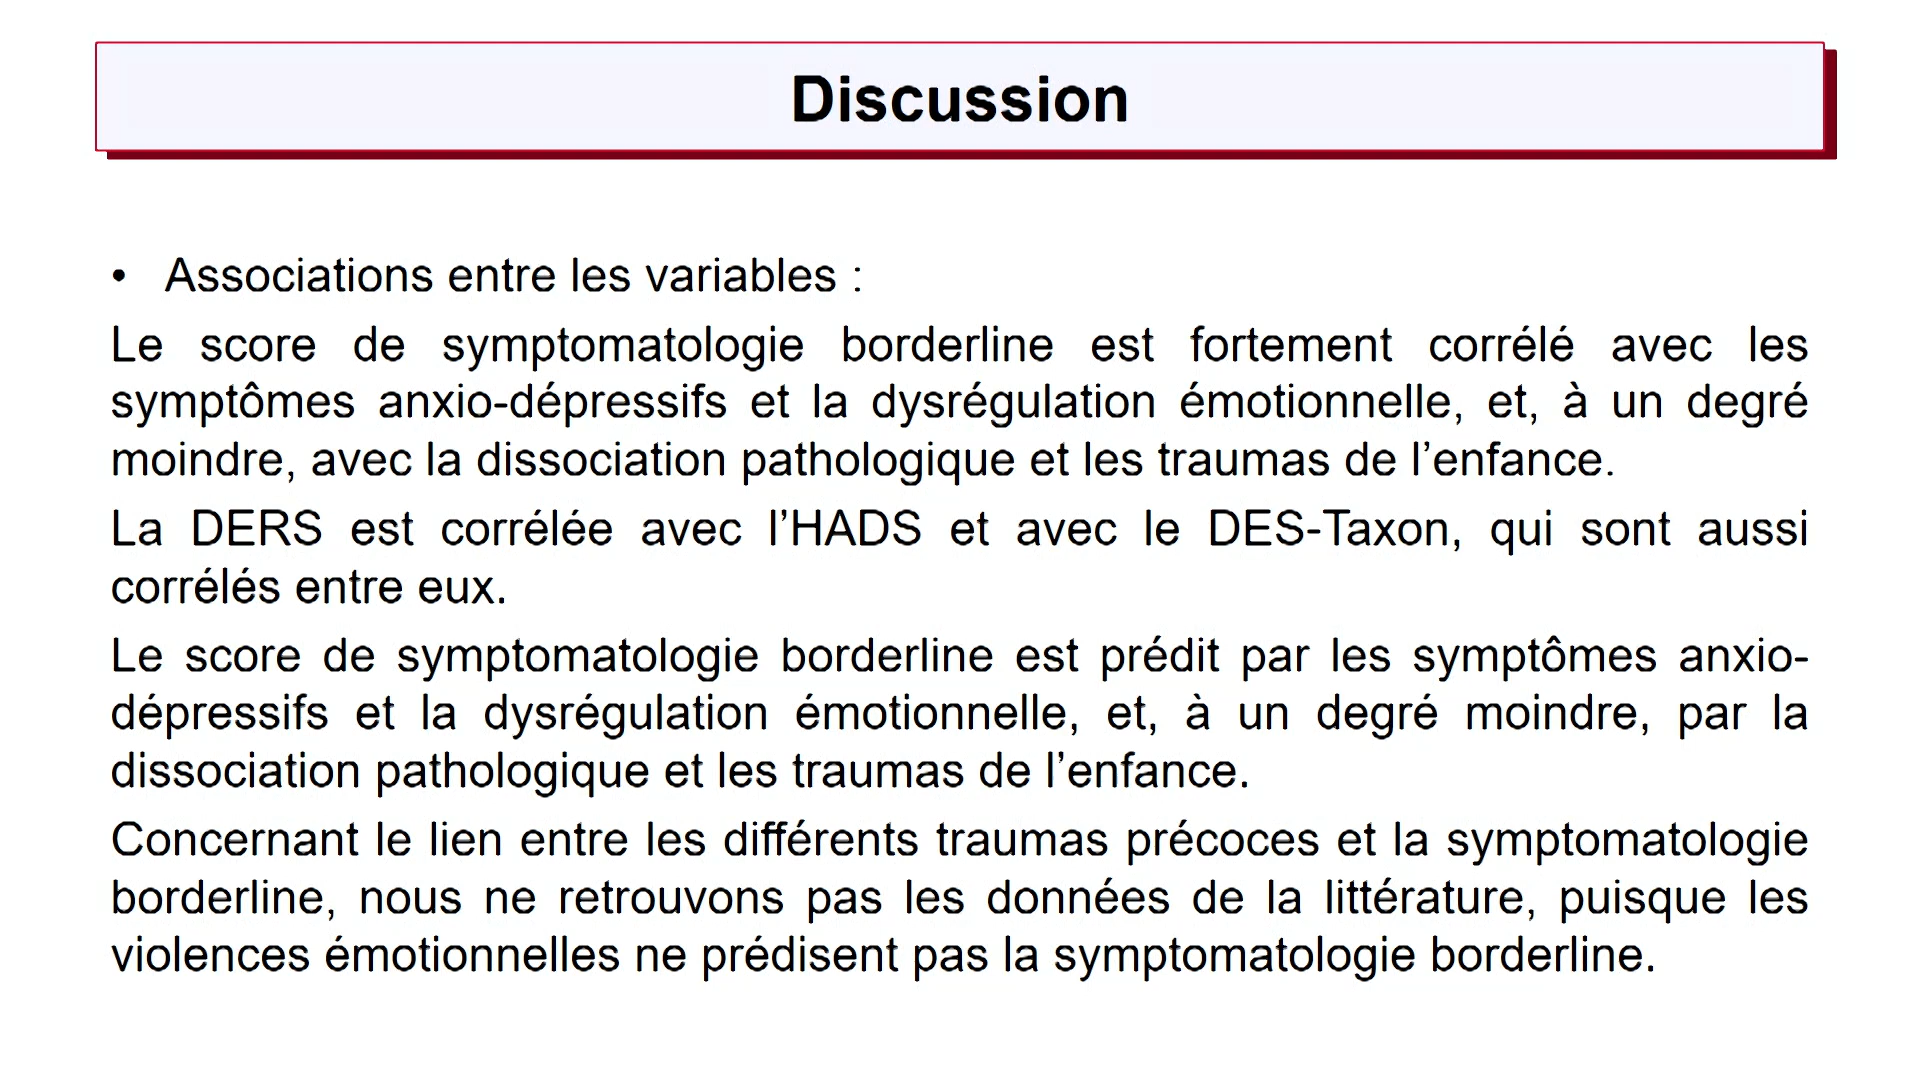 Discussion
• Associations entre les variables :
Le score de symptomatologie borderline est fortement corrélé avec les
symptômes anxio-dépressifs et la dysrégulation émotionnelle, et, à un degré
moindre, avec la dissociation pathologique et les traumas de l’enfance.
La DERS est corrélée avec l’HADS et avec le DES-Taxon, qui sont aussi
corrélés entre eux.
Le score de symptomatologie borderline est prédit par les symptômes anxio-
dépressifs et la dysrégulation émotionnelle, et, à un degré moindre, par la
dissociation pathologique et les traumas de l’enfance.
Concernant le lien entre les différents traumas précoces et la symptomatologie
borderline, nous ne retrouvons pas les données de la littérature, puisque les
violences émotionnelles ne prédisent pas la symptomatologie borderline.